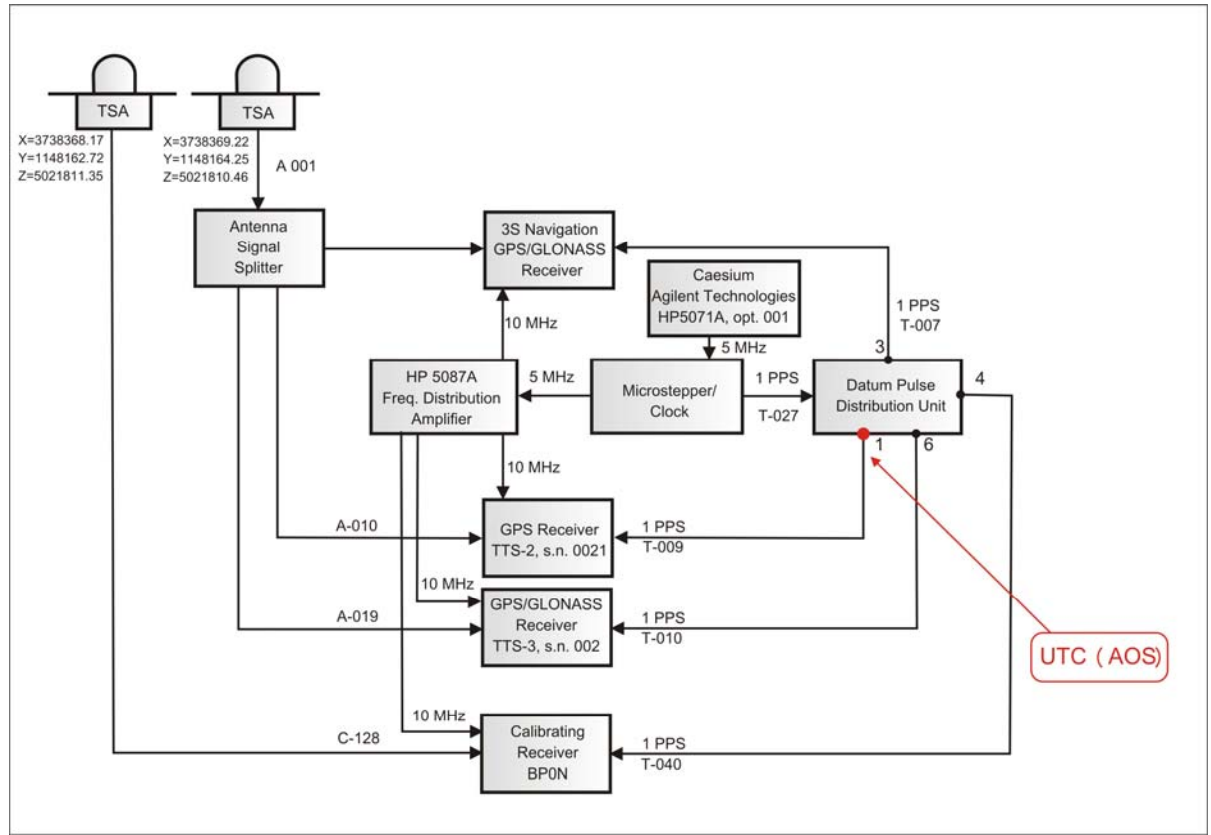 TSA
TSA
X=3738368.17
Y=1148162.72
Z=5021811.35
X=3738369.22
Y=1148164.25
Z=5021810.46
A 001
Antenna
Signal
Splitter
3S Navigation
GPS/GLONASS
Receiver
Caesium
Agilent Technologies
HP5071A, opt. 001
1 PPS
T-007
10 MHz
5 MHz
3
HP 5087A
Freq. Distribution
Amplifier
5 MHz
Microstepper/
Clock
1 PPS
T-027
Datum Pulse
Distribution Unit
4
1
6
10 MHz
A-010
GPS Receiver
TTS-2, s.n. 0021
1 PPS
T-009
10 MHz
A-019
GPS/GLONASS
Receiver
TTS-3, s.n. 002
1 PPS
T-010
UTC ( AOS)
10 MHz
C-128
Calibrating
Receiver
BP0N
1 PPS
T-040